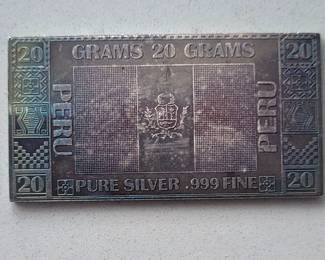 20 GRAMS 20 GRAMS 20
PERU
PERU
20 PURE SILVER .999 FINE 20